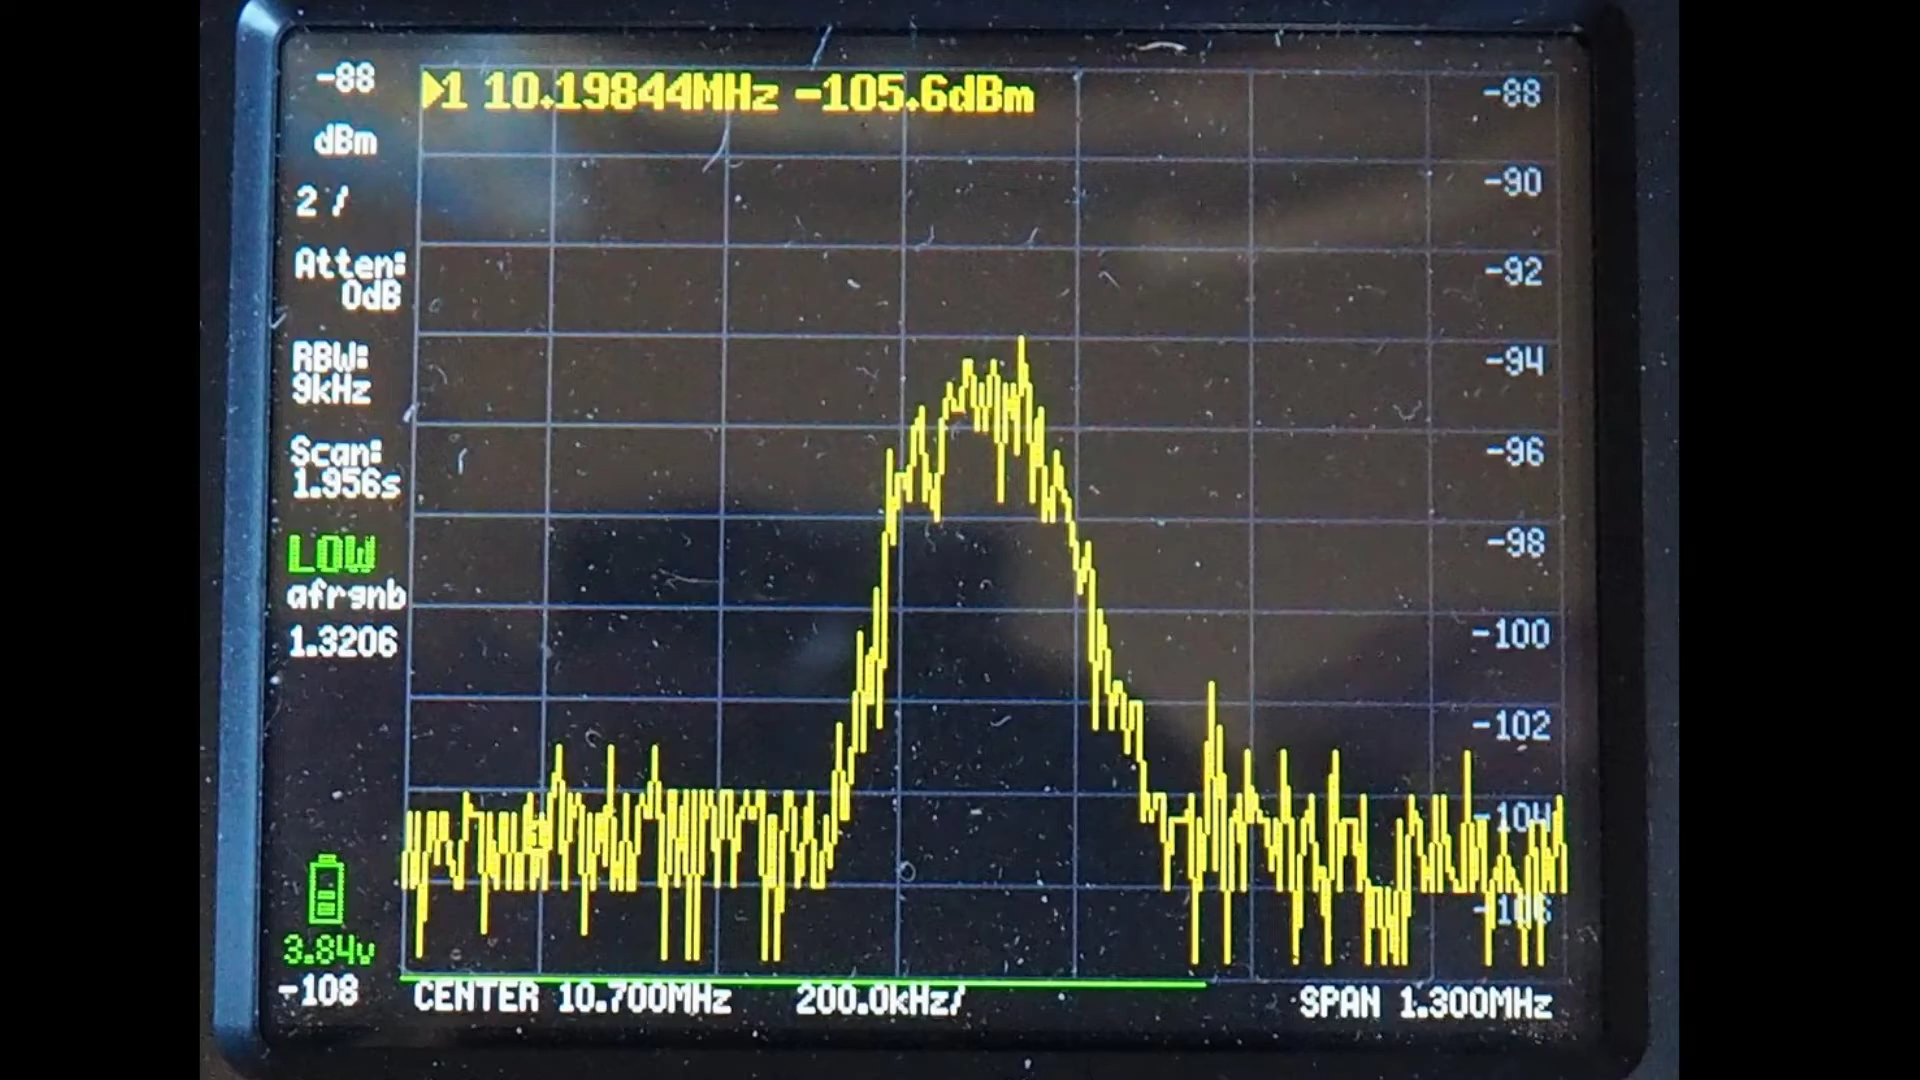 -88
dBm
2 /
Atten:
0dB
RBW:
9kHz
Scan:
1.956s
LOW
afrgnb
1.3206
3.84v
-108
▶1 10.19844MHz -105.6dBm
-88
-90
-92
-94
-96
-98
-100
-102
-104
-106
CENTER 10.700MHz 200.0kHz/ SPAN 1.300MHz